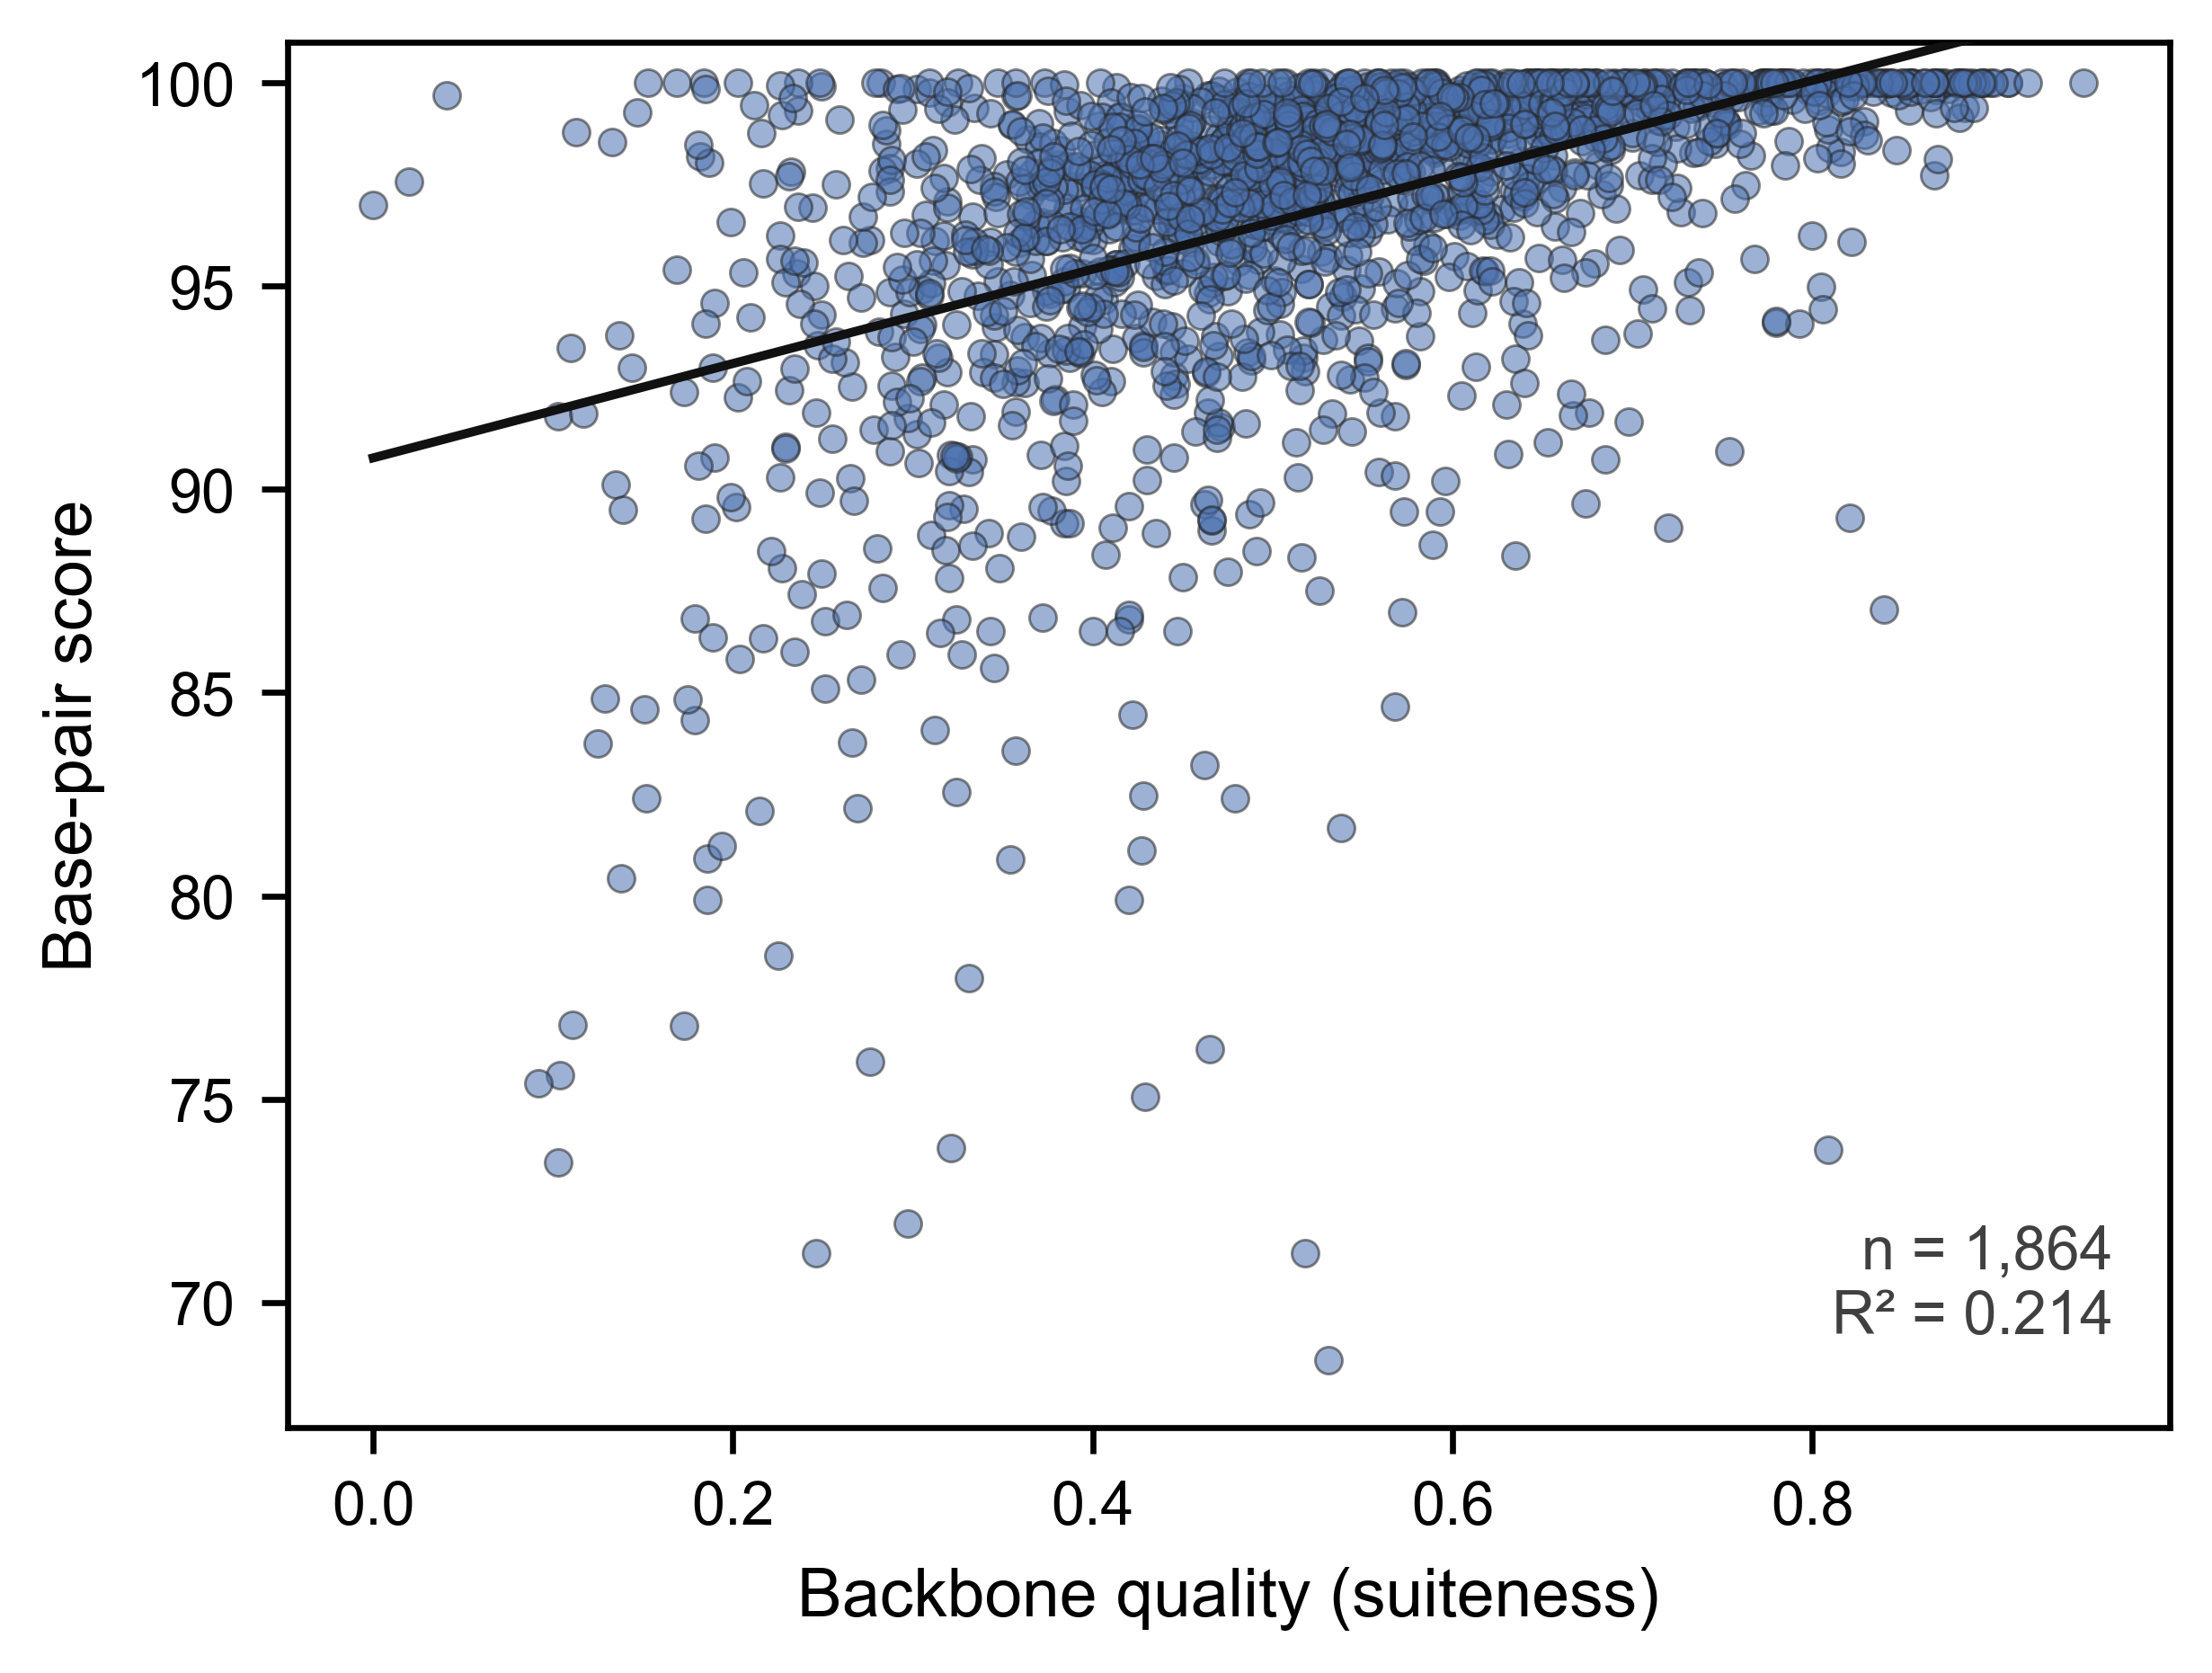 100
95
90
85
80
75
70
Base-pair score
n = 1,864
R² = 0.214
0.0 0.2 0.4 0.6 0.8
Backbone quality (suiteness)